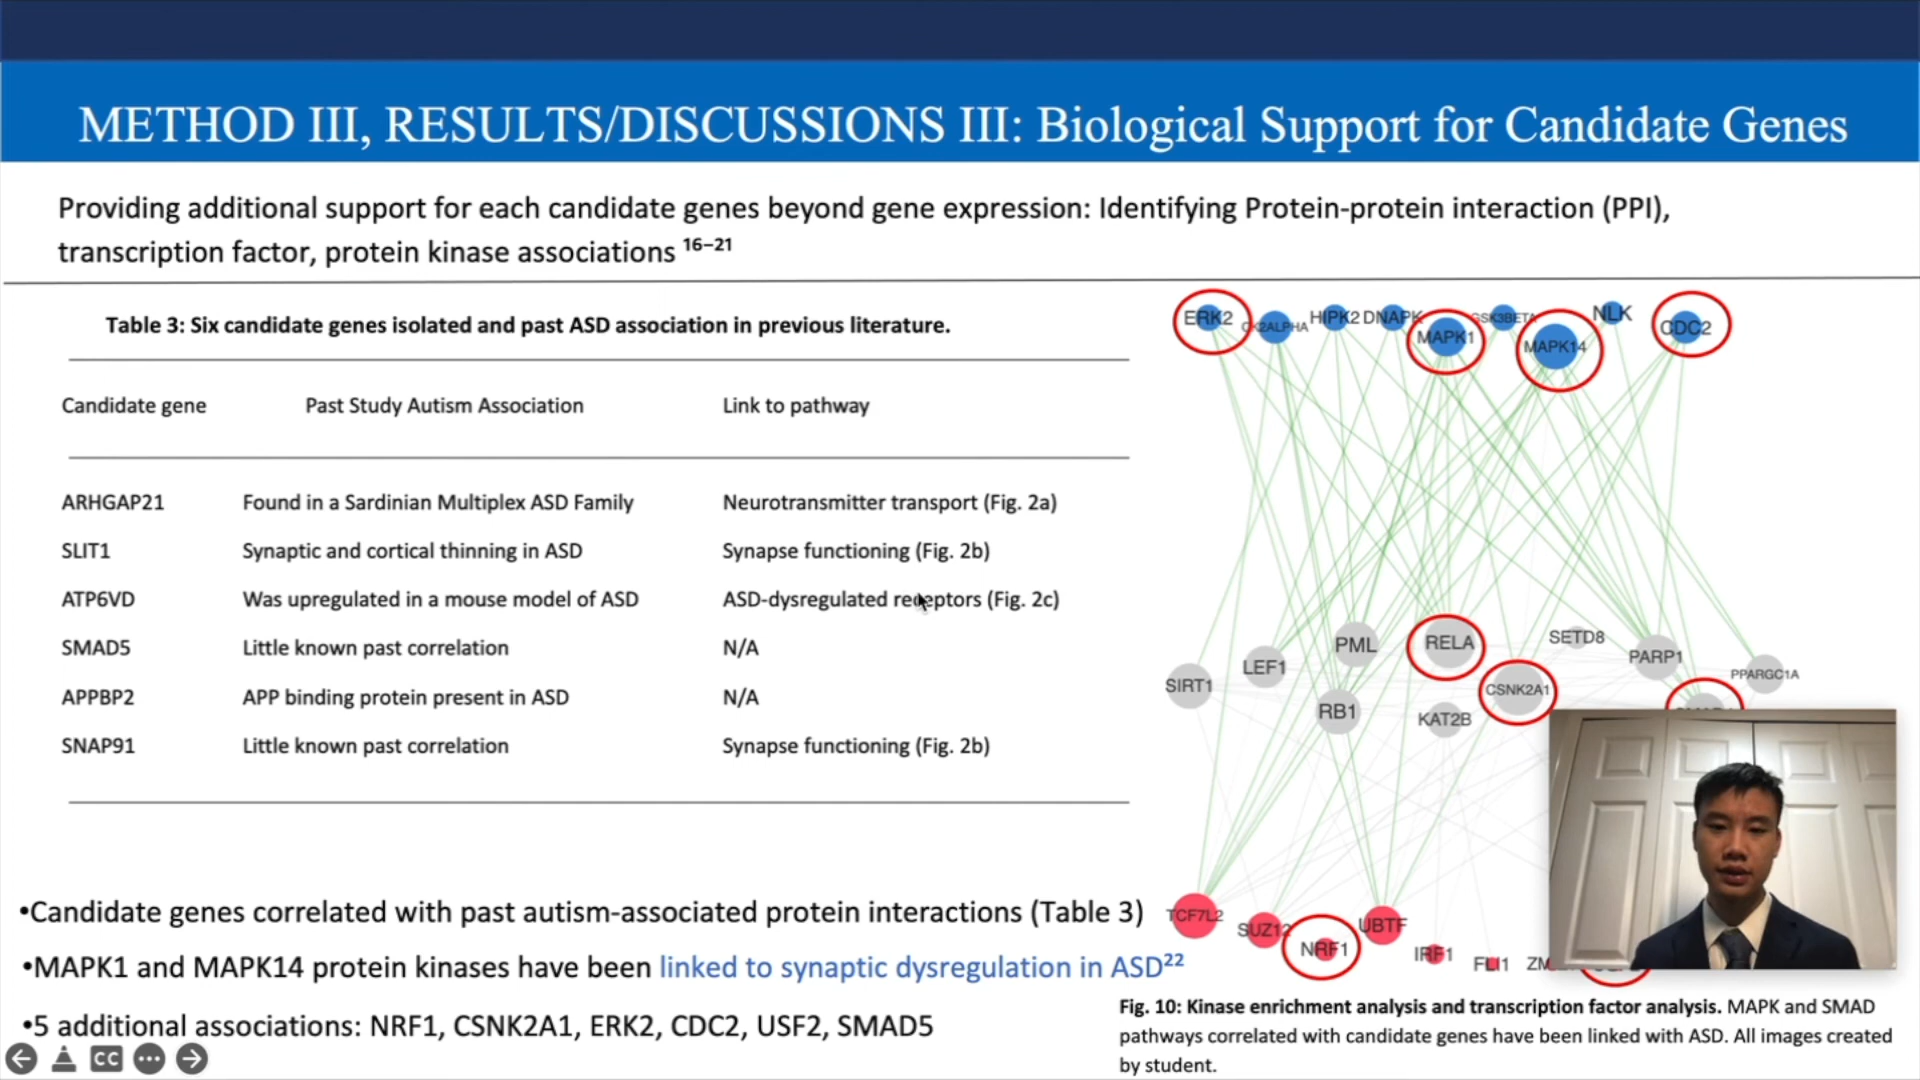 METHOD III, RESULTS/DISCUSSIONS III: Biological Support for Candidate Genes
Providing additional support for each candidate genes beyond gene expression: Identifying Protein-protein interaction (PPI),
transcription factor, protein kinase associations 16–21
Table 3: Six candidate genes isolated and past ASD association in previous literature.
Candidate gene Past Study Autism Association Link to pathway
ARHGAP21 Found in a Sardinian Multiplex ASD Family Neurotransmitter transport (Fig. 2a)
SLIT1 Synaptic and cortical thinning in ASD Synapse functioning (Fig. 2b)
ATP6VD Was upregulated in a mouse model of ASD ASD-dysregulated receptors (Fig. 2c)
SMAD5 Little known past correlation N/A
APPBP2 APP binding protein present in ASD N/A
SNAP91 Little known past correlation Synapse functioning (Fig. 2b)
•Candidate genes correlated with past autism-associated protein interactions (Table 3)
•MAPK1 and MAPK14 protein kinases have been linked to synaptic dysregulation in ASD22
•5 additional associations: NRF1, CSNK2A1, ERK2, CDC2, USF2, SMAD5
CC
ERK2 CK2ALPHA HIPK2 DNAPK MAPK1 GSK3BETA MAPK14 NLK CDC2
SIRT1 LEF1 PML RB1 RELA KAT2B CSNK2A1 SETD8 PARP1 PPARGC1A
TCF7L2 SUZ12 NRF1 UBTF IRF1 FLI1
Fig. 10: Kinase enrichment analysis and transcription factor analysis. MAPK and SMAD
pathways correlated with candidate genes have been linked with ASD. All images created
by student.